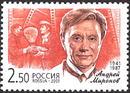 1941
1987
Андрей
Миронов
2.50 РОССИЯ
RUSSIA · 2001